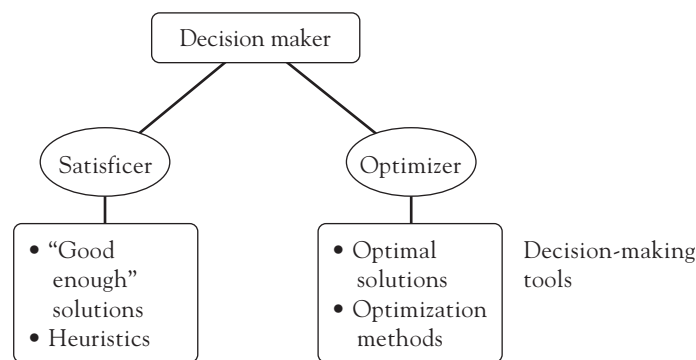 Decision maker
Satisficer
Optimizer
• “Good
enough”
solutions
• Heuristics
• Optimal
solutions
• Optimization
methods
Decision-making
tools